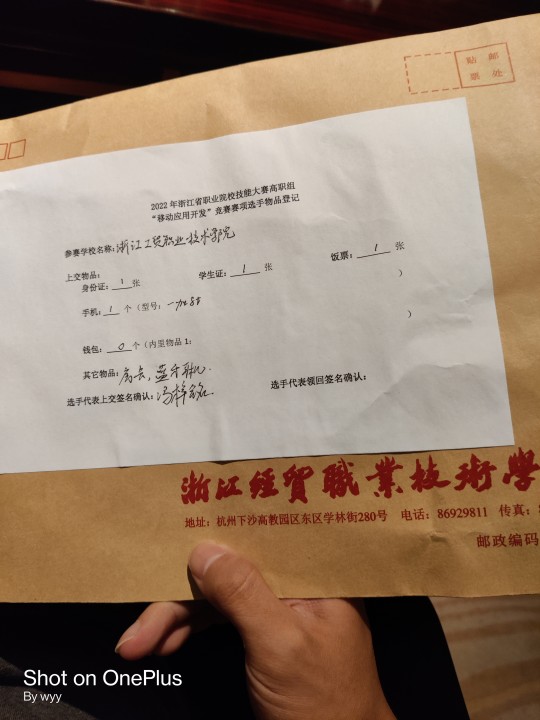 贴 邮
票 处
2022 年浙江省职业院校技能大赛高职组
“移动应用开发”竞赛赛项选手物品登记
参赛学校名称：浙江工贸职业技术学院
上交物品：
身份证：1张 学生证：1 张 饭票：1 张
手机：1 个（型号：一加 ）
钱包：0 个（内里物品 1： ）
其它物品：房卡，蓝牙耳机.
选手代表上交签名确认：冯梓铭 选手代表领回签名确认：
浙江经贸職業技術學
地址：杭州下沙高教园区东区学林街280号 电话：86929811 传真：
邮政编码
Shot on OnePlus
By wyy